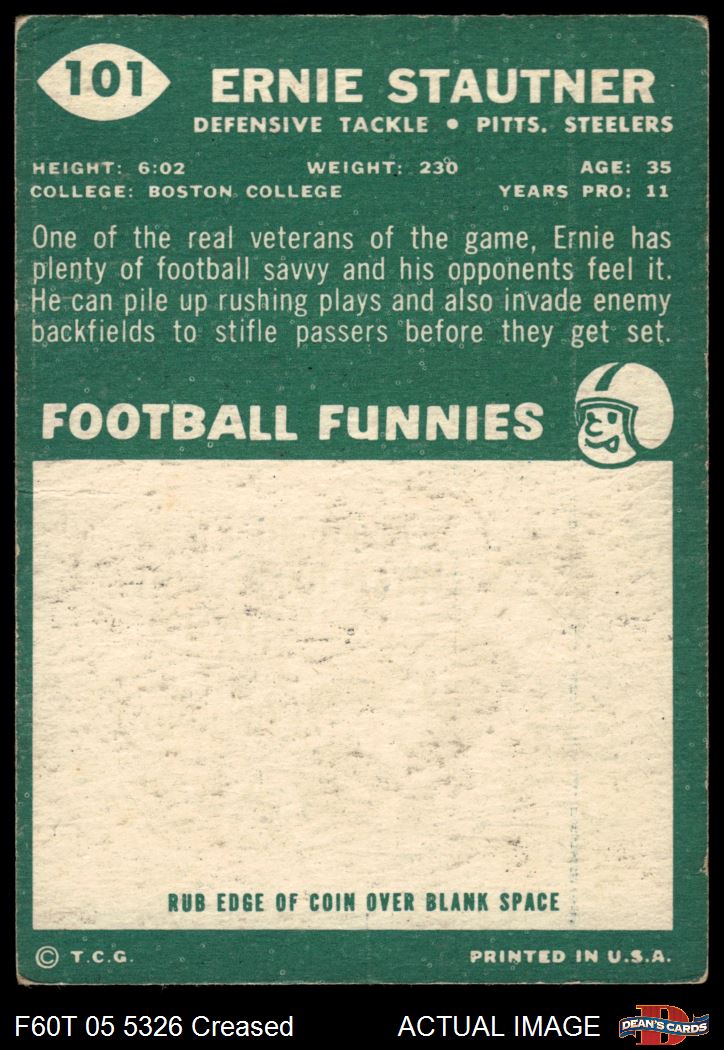 101
ERNIE STAUTNER
DEFENSIVE TACKLE • PITTS. STEELERS
HEIGHT: 6:02 WEIGHT: 230 AGE: 35
COLLEGE: BOSTON COLLEGE YEARS PRO: 11
One of the real veterans of the game, Ernie has
plenty of football savvy and his opponents feel it.
He can pile up rushing plays and also invade enemy
backfields to stifle passers before they get set.
FOOTBALL FUNNIES
RUB EDGE OF COIN OVER BLANK SPACE
© T.C.G. PRINTED IN U.S.A.
F60T 05 5326 Creased ACTUAL IMAGE
D
DEAN'S CARDS